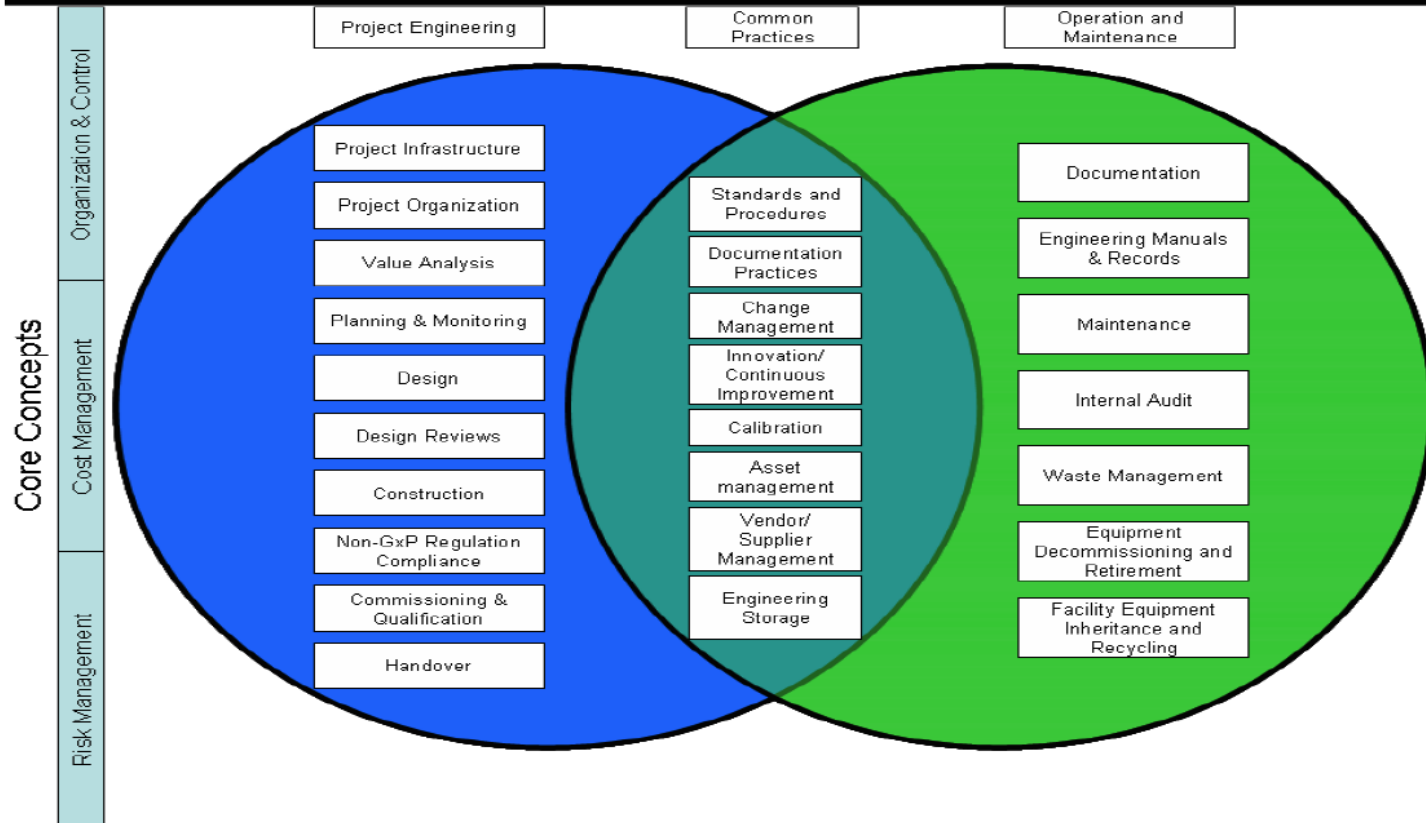 Project Engineering
Common
Practices
Operation and
Maintenance
Core Concepts
Organization & Control
Cost Management
Risk Management
Project Infrastructure
Project Organization
Value Analysis
Planning & Monitoring
Design
Design Reviews
Construction
Non-GxP Regulation
Compliance
Commissioning &
Qualification
Handover
Standards and
Procedures
Documentation
Practices
Change
Management
Innovation/
Continuous
Improvement
Calibration
Asset
management
Vendor/
Supplier
Management
Engineering
Storage
Documentation
Engineering Manuals
& Records
Maintenance
Internal Audit
Waste Management
Equipment
Decommissioning and
Retirement
Facility Equipment
Inheritance and
Recycling